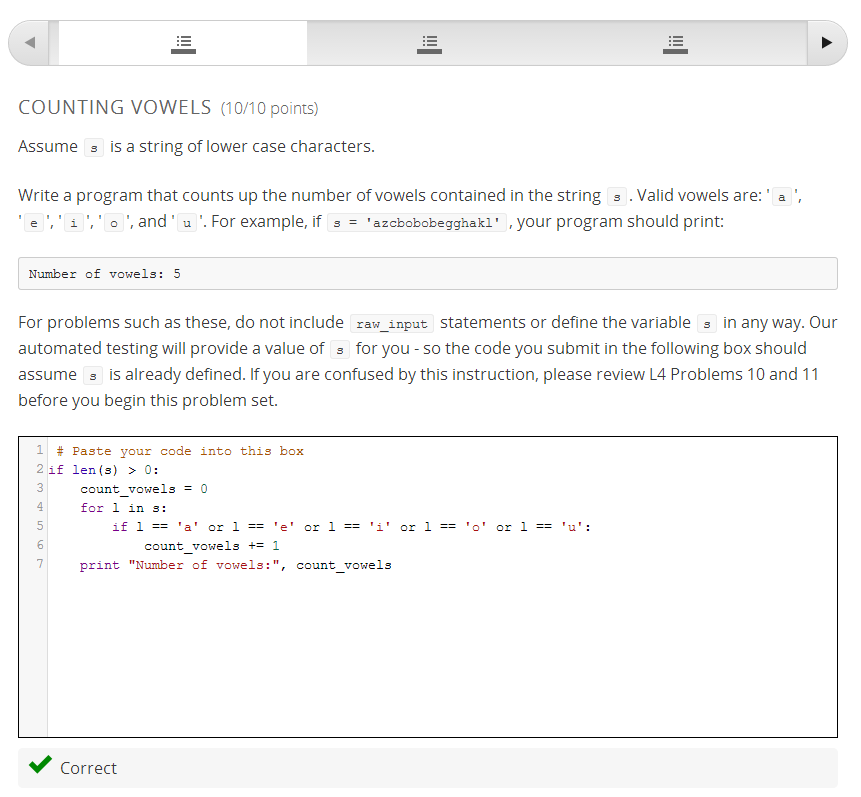 COUNTING VOWELS (10/10 points)
Assume s is a string of lower case characters.
Write a program that counts up the number of vowels contained in the string s . Valid vowels are: ' a ',
' e ', ' i ', ' o ', and ' u '. For example, if s = 'azcbobobegghakl' , your program should print:
Number of vowels: 5
For problems such as these, do not include raw_input statements or define the variable s in any way. Our
automated testing will provide a value of s for you - so the code you submit in the following box should
assume s is already defined. If you are confused by this instruction, please review L4 Problems 10 and 11
before you begin this problem set.
1 # Paste your code into this box
2 if len(s) > 0:
3     count_vowels = 0
4     for l in s:
5         if l == 'a' or l == 'e' or l == 'i' or l == 'o' or l == 'u':
6             count_vowels += 1
7     print "Number of vowels:", count_vowels
Correct